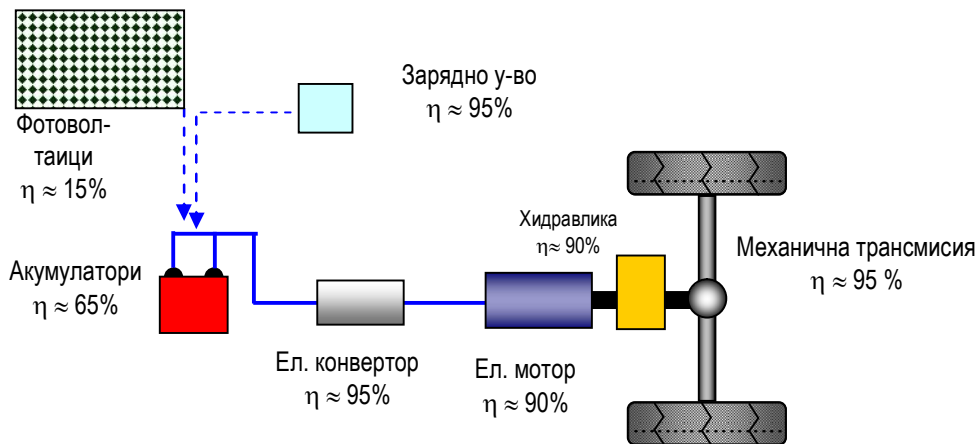 Зарядно у-во
η ≈ 95%
Фотовол-
таици
η ≈ 15%
Хидравлика
η≈ 90%
Механична трансмисия
η ≈ 95 %
Акумулатори
η ≈ 65%
Ел. конвертор
η ≈ 95%
Ел. мотор
η ≈ 90%